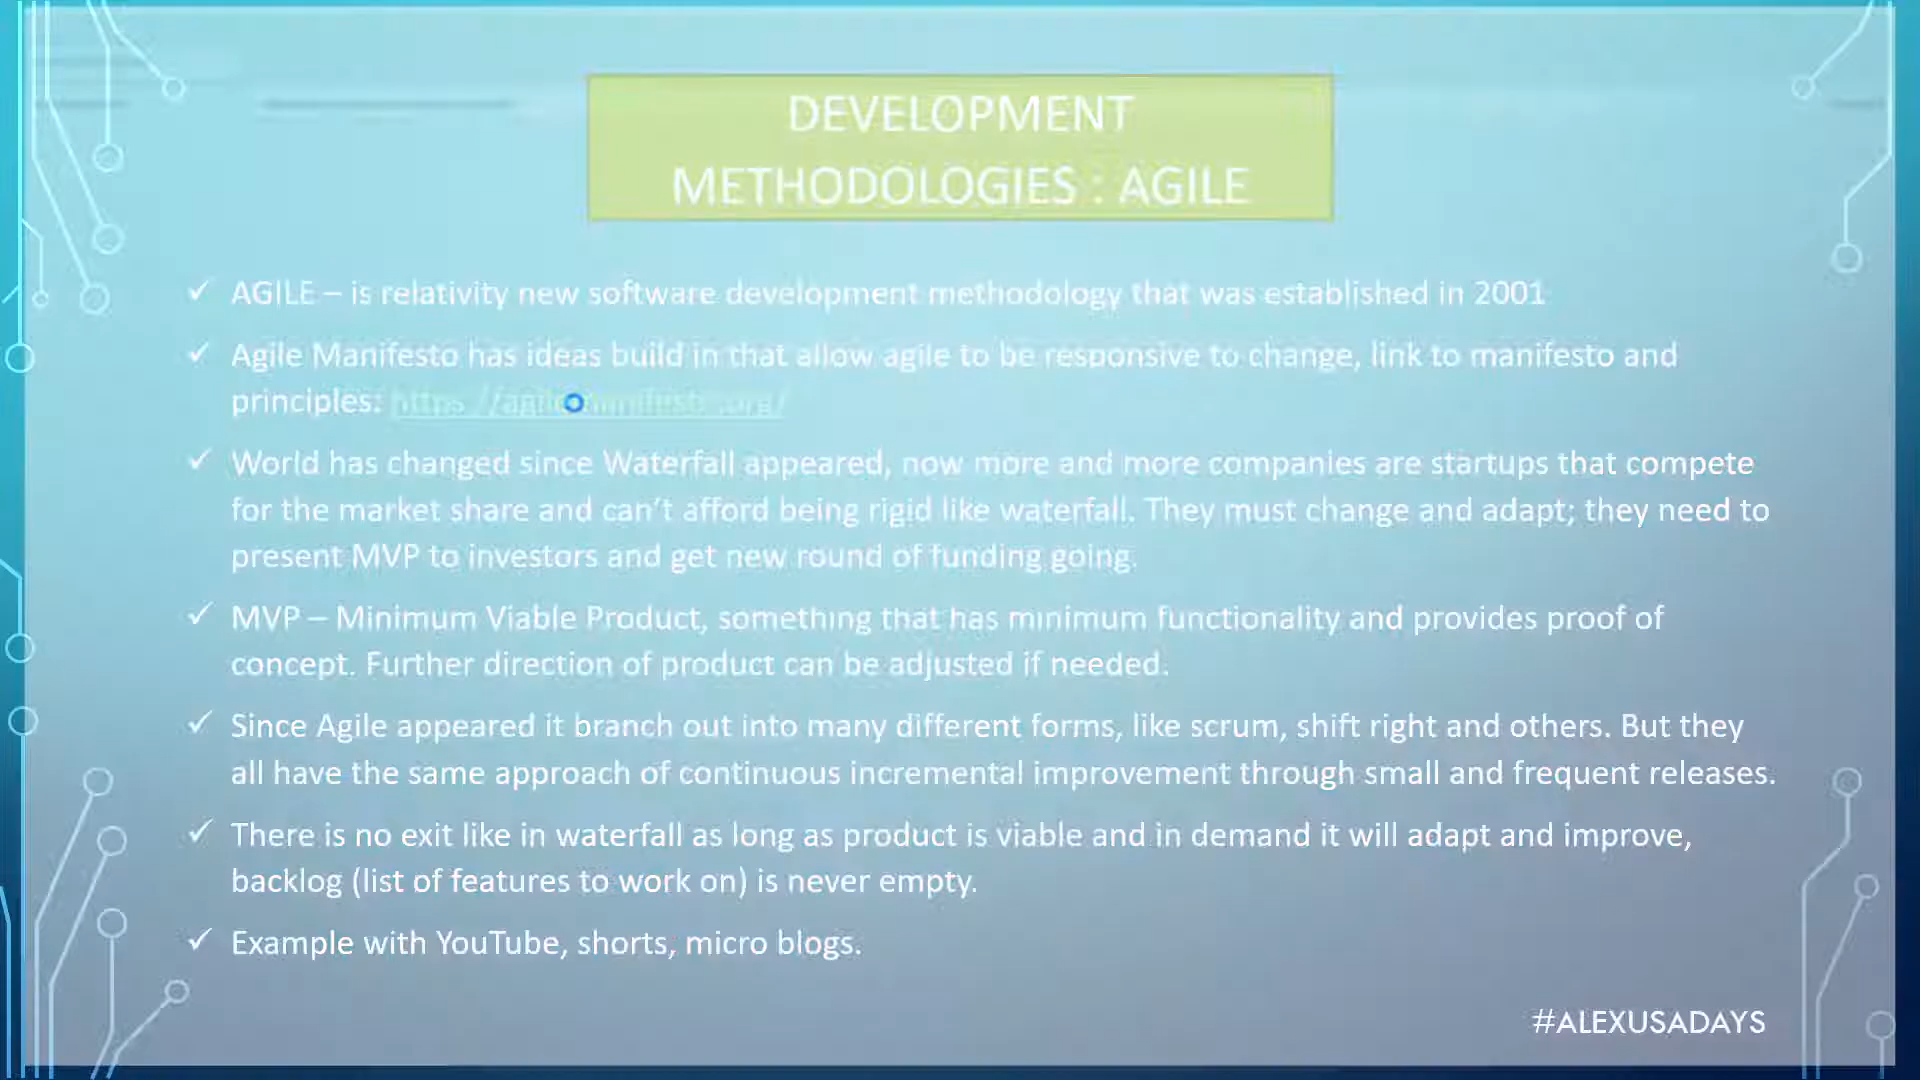 DEVELOPMENT
METHODOLOGIES : AGILE
✓ AGILE – is relativity new software development methodology that was established in 2001
✓ Agile Manifesto has ideas build in that allow agile to be responsive to change, link to manifesto and
principles: https://agilemanifesto.org/
✓ World has changed since Waterfall appeared, now more and more companies are startups that compete
for the market share and can’t afford being rigid like waterfall. They must change and adapt; they need to
present MVP to investors and get new round of funding going.
✓ MVP – Minimum Viable Product, something that has minimum functionality and provides proof of
concept. Further direction of product can be adjusted if needed.
✓ Since Agile appeared it branch out into many different forms, like scrum, shift right and others. But they
all have the same approach of continuous incremental improvement through small and frequent releases.
✓ There is no exit like in waterfall as long as product is viable and in demand it will adapt and improve,
backlog (list of features to work on) is never empty.
✓ Example with YouTube, shorts, micro blogs.
#ALEXUSADAYS